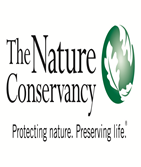 The Nature
Conservancy
Protecting nature. Preserving life.®